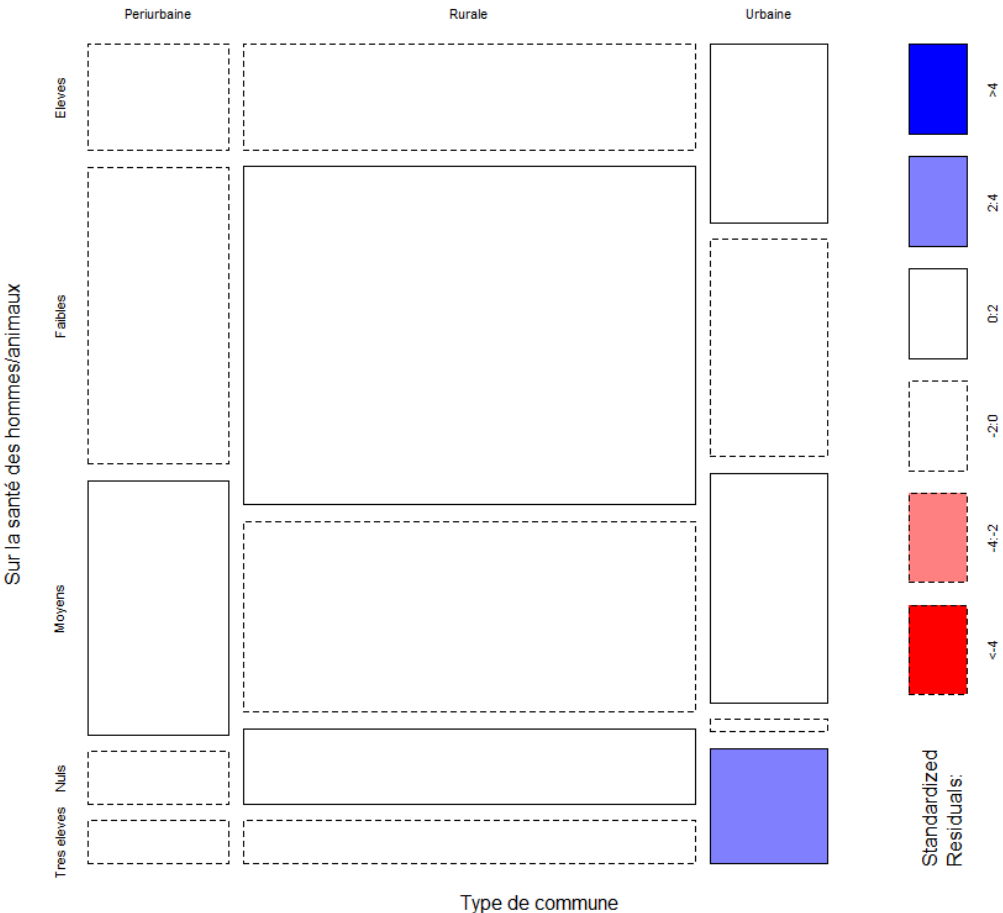 Periurbaine
Rurale
Urbaine
Sur la santé des hommes/animaux
Eleves
Faibles
Moyens
Nuls
Tres eleves
Type de commune
>4
2:4
0:2
-2:0
-4:-2
<-4
Standardized
Residuals: